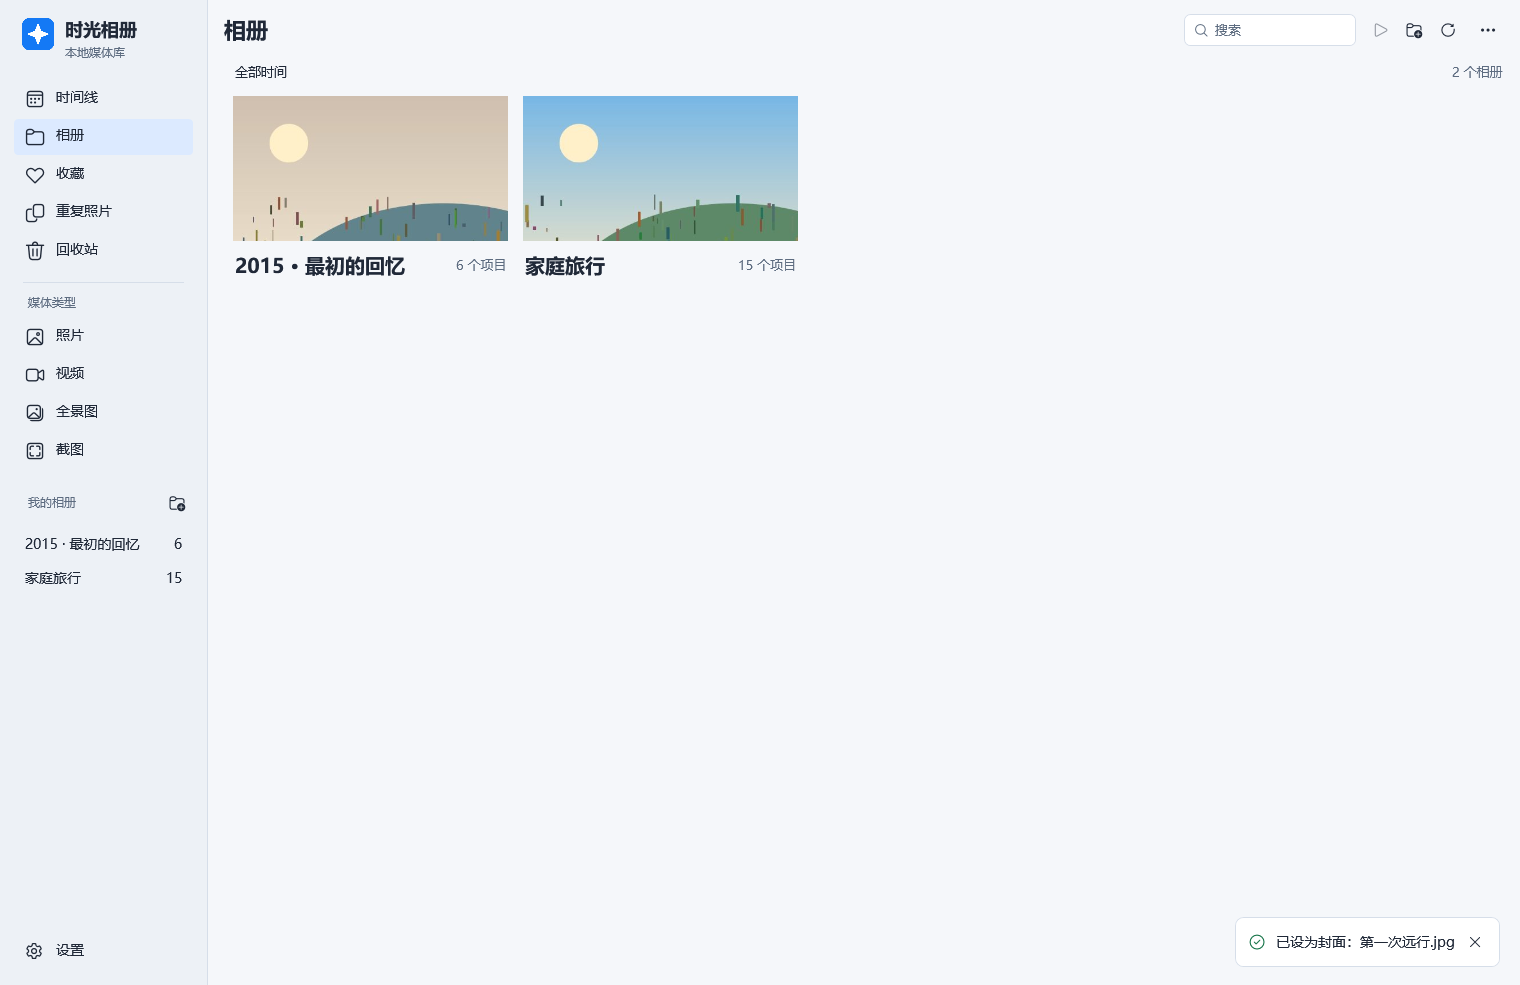 时光相册
本地媒体库
时间线
相册
收藏
重复照片
回收站
媒体类型
照片
视频
全景图
截图
我的相册
2015 · 最初的回忆 6
家庭旅行 15
设置
相册
搜索
全部时间
2 个相册
2015 · 最初的回忆
6 个项目
家庭旅行
15 个项目
已设为封面：第一次远行.jpg